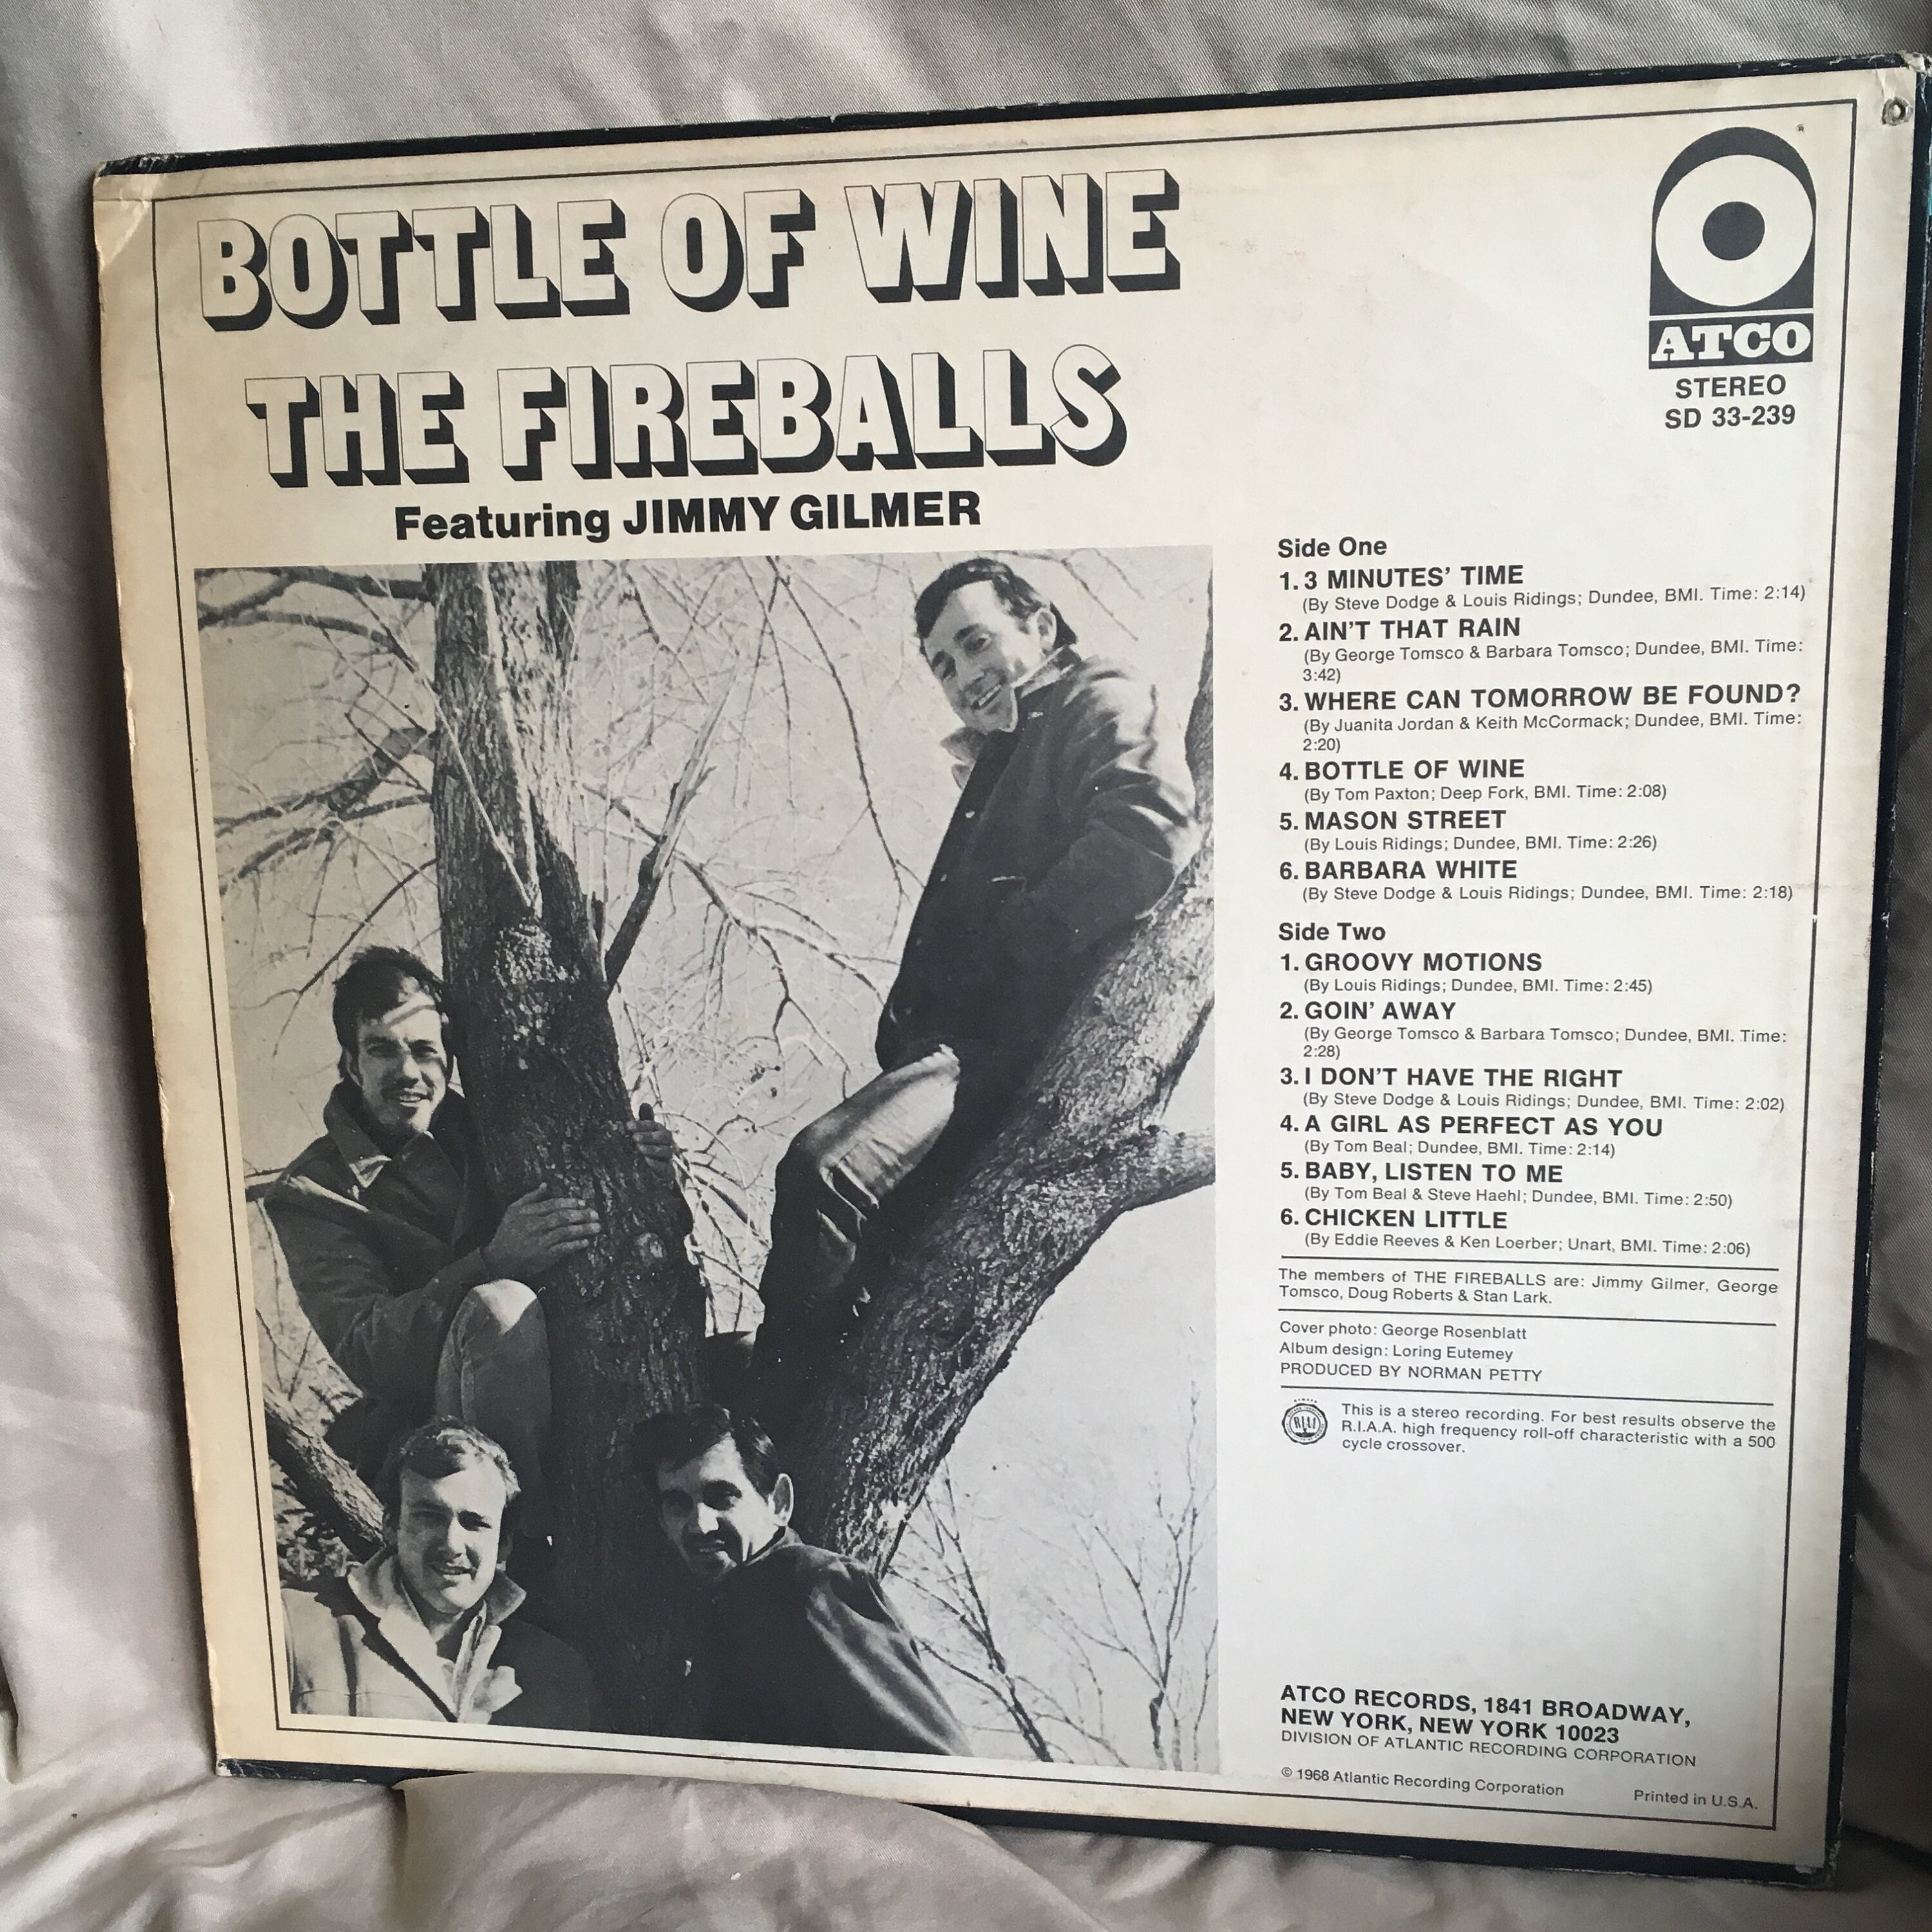 BOTTLE OF WINE
THE FIREBALLS
Featuring JIMMY GILMER
ATCO
STEREO
SD 33-239
Side One
1. 3 MINUTES' TIME
(By Steve Dodge & Louis Ridings; Dundee, BMI. Time: 2:14)
2. AIN'T THAT RAIN
(By George Tomsco & Barbara Tomsco; Dundee, BMI. Time:
3:42)
3. WHERE CAN TOMORROW BE FOUND?
(By Juanita Jordan & Keith McCormack; Dundee, BMI. Time:
2:20)
4. BOTTLE OF WINE
(By Tom Paxton; Deep Fork, BMI. Time: 2:08)
5. MASON STREET
(By Louis Ridings; Dundee, BMI. Time: 2:26)
6. BARBARA WHITE
(By Steve Dodge & Louis Ridings; Dundee, BMI. Time: 2:18)
Side Two
1. GROOVY MOTIONS
(By Louis Ridings; Dundee, BMI. Time: 2:45)
2. GOIN' AWAY
(By George Tomsco & Barbara Tomsco; Dundee, BMI. Time:
2:28)
3. I DON'T HAVE THE RIGHT
(By Steve Dodge & Louis Ridings; Dundee, BMI. Time: 2:02)
4. A GIRL AS PERFECT AS YOU
(By Tom Beal; Dundee, BMI. Time: 2:14)
5. BABY, LISTEN TO ME
(By Tom Beal & Steve Haehl; Dundee, BMI. Time: 2:50)
6. CHICKEN LITTLE
(By Eddie Reeves & Ken Loerber; Unart, BMI. Time: 2:06)
The members of THE FIREBALLS are: Jimmy Gilmer, George
Tomsco, Doug Roberts & Stan Lark.
Cover photo: George Rosenblatt
Album design: Loring Eutemey
PRODUCED BY NORMAN PETTY
RIAA
This is a stereo recording. For best results observe the
R.I.A.A. high frequency roll-off characteristic with a 500
cycle crossover.
ATCO RECORDS, 1841 BROADWAY,
NEW YORK, NEW YORK 10023
DIVISION OF ATLANTIC RECORDING CORPORATION
© 1968 Atlantic Recording Corporation
Printed in U.S.A.